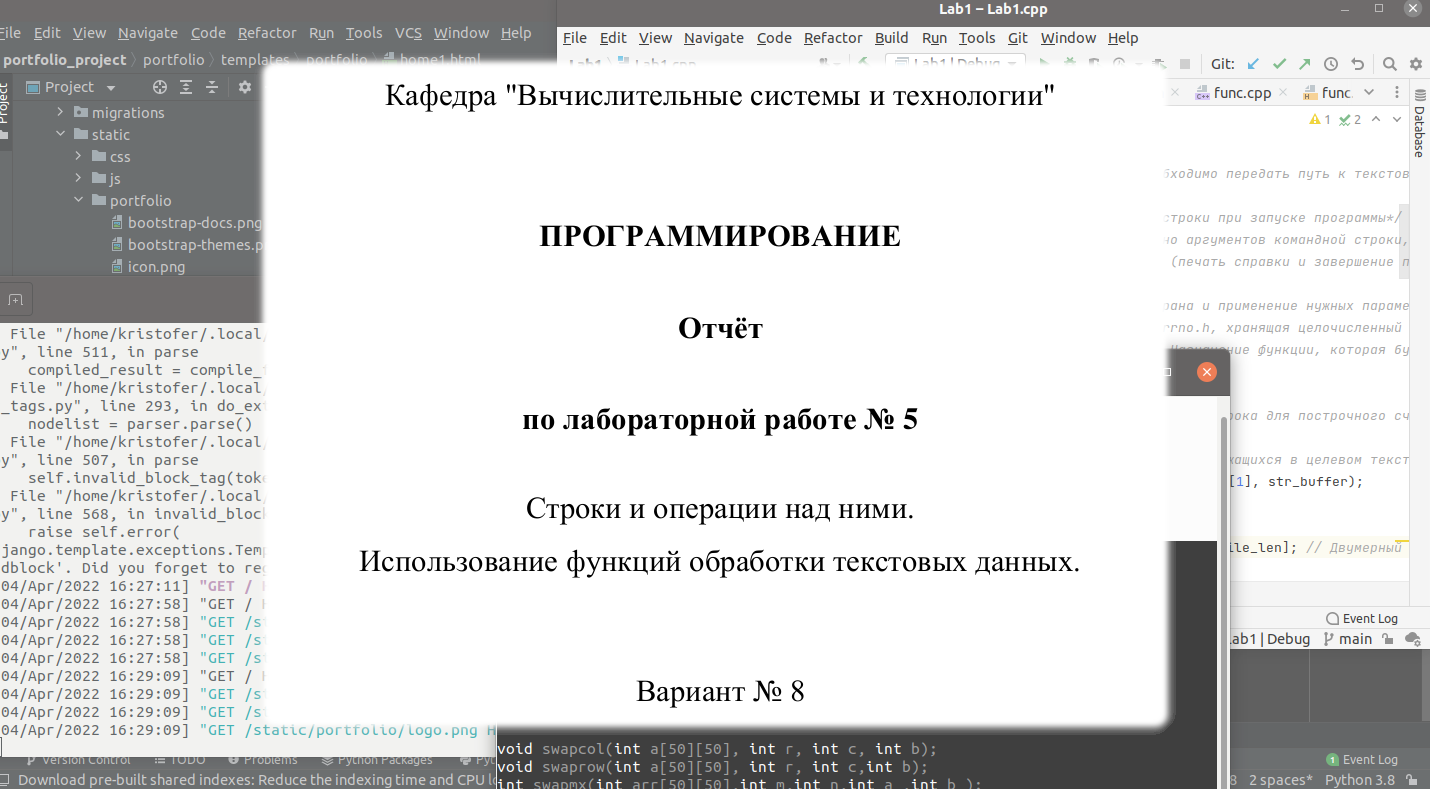 Lab1 – Lab1.cpp
File Edit View Navigate Code Refactor Run Tools VCS Window Help
File Edit View Navigate Code Refactor Build Run Tools Git Window Help
portfolio_project portfolio templates portfolio home1.html
Lab1 Lab1.cpp Lab1 | Debug Git:
Project
Project
func.cpp func.
1 2
Database
migrations
static
css
js
portfolio
bootstrap-docs.png
bootstrap-themes.p
icon.png
Кафедра "Вычислительные системы и технологии"
ПРОГРАММИРОВАНИЕ
Отчёт
по лабораторной работе № 5
Строки и операции над ними.
Использование функций обработки текстовых данных.
Вариант № 8
бходимо передать путь к текстов
строки при запуске программы*/
но аргументов командной строки,
(печать справки и завершение п
рана и применение нужных параме
rrno.h, хранящая целочисленный
функции, которая бу
рока для построчного сч
жащихся в целевом текст
[1], str_buffer);
ile_len]; // Двумерный
Event Log
Lab1 | Debug main
File "/home/kristofer/.local/
y", line 511, in parse
compiled_result = compile_
File "/home/kristofer/.local/
_tags.py", line 293, in do_ex
nodelist = parser.parse()
File "/home/kristofer/.local/
y", line 507, in parse
self.invalid_block_tag(toke
File "/home/kristofer/.local/
y", line 568, in invalid_block
raise self.error(
jango.template.exceptions.Temp
dblock'. Did you forget to reg
04/Apr/2022 16:27:11] "GET /
04/Apr/2022 16:27:58] "GET / H
04/Apr/2022 16:27:58] "GET /st
04/Apr/2022 16:27:58] "GET /st
04/Apr/2022 16:27:58] "GET /st
04/Apr/2022 16:29:09] "GET / H
04/Apr/2022 16:29:09] "GET /st
04/Apr/2022 16:29:09] "GET /st
04/Apr/2022 16:29:09] "GET /static/portfolio/logo.png H
void swapcol(int a[50][50], int r, int c, int b);
void swaprow(int a[50][50], int r, int c,int b);
int swapmx(int arr[50][50],int m,int n,int a ,int b );
Version Control TODO Problems Python Packages Pyt
1 Event Log
Download pre-built shared indexes: Reduce the indexing time and CPU lo
8 2 spaces* Python 3.8